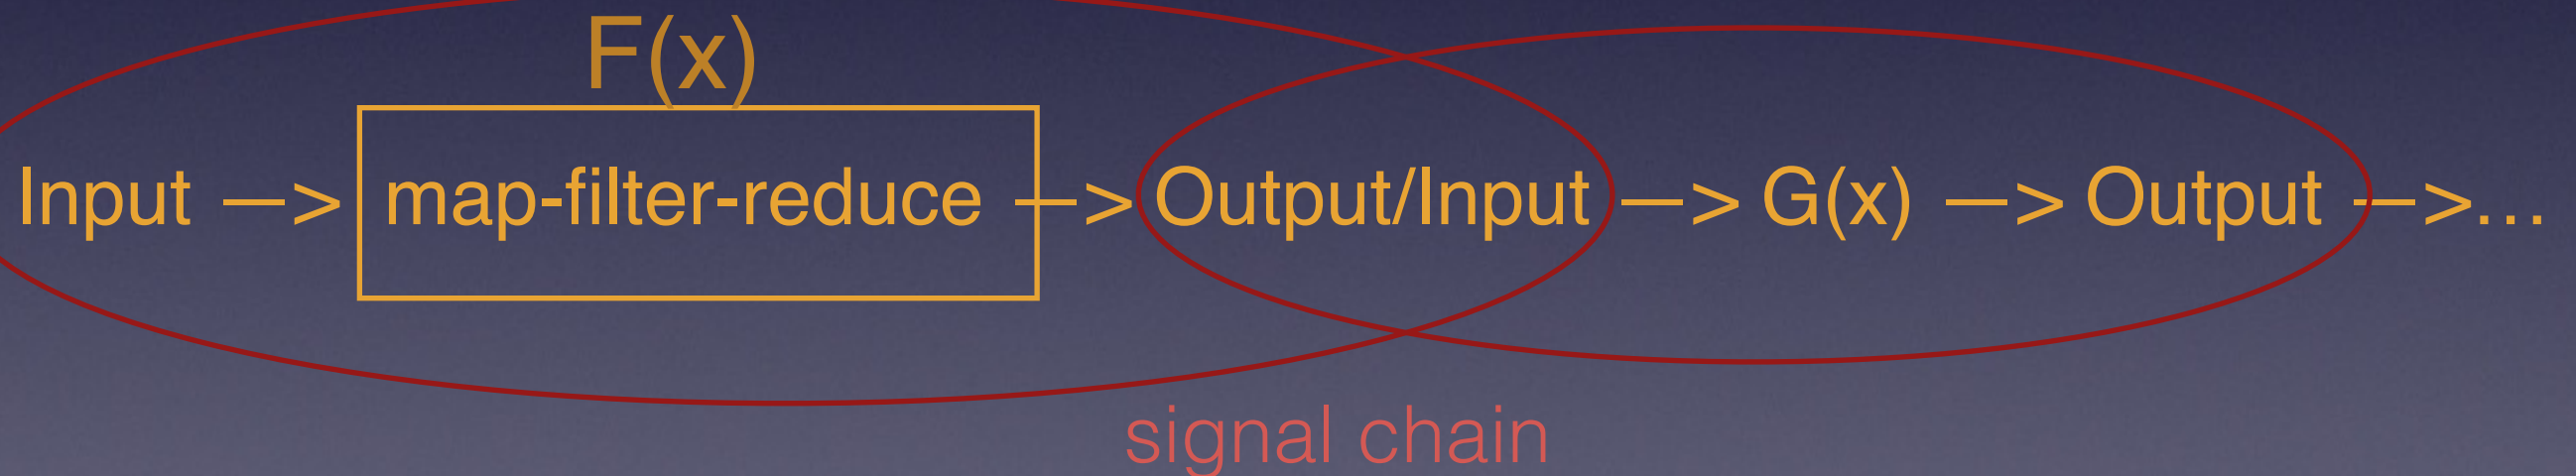 F(x)
Input —> map-filter-reduce —> Output/Input —> G(x) —> Output —>…
signal chain